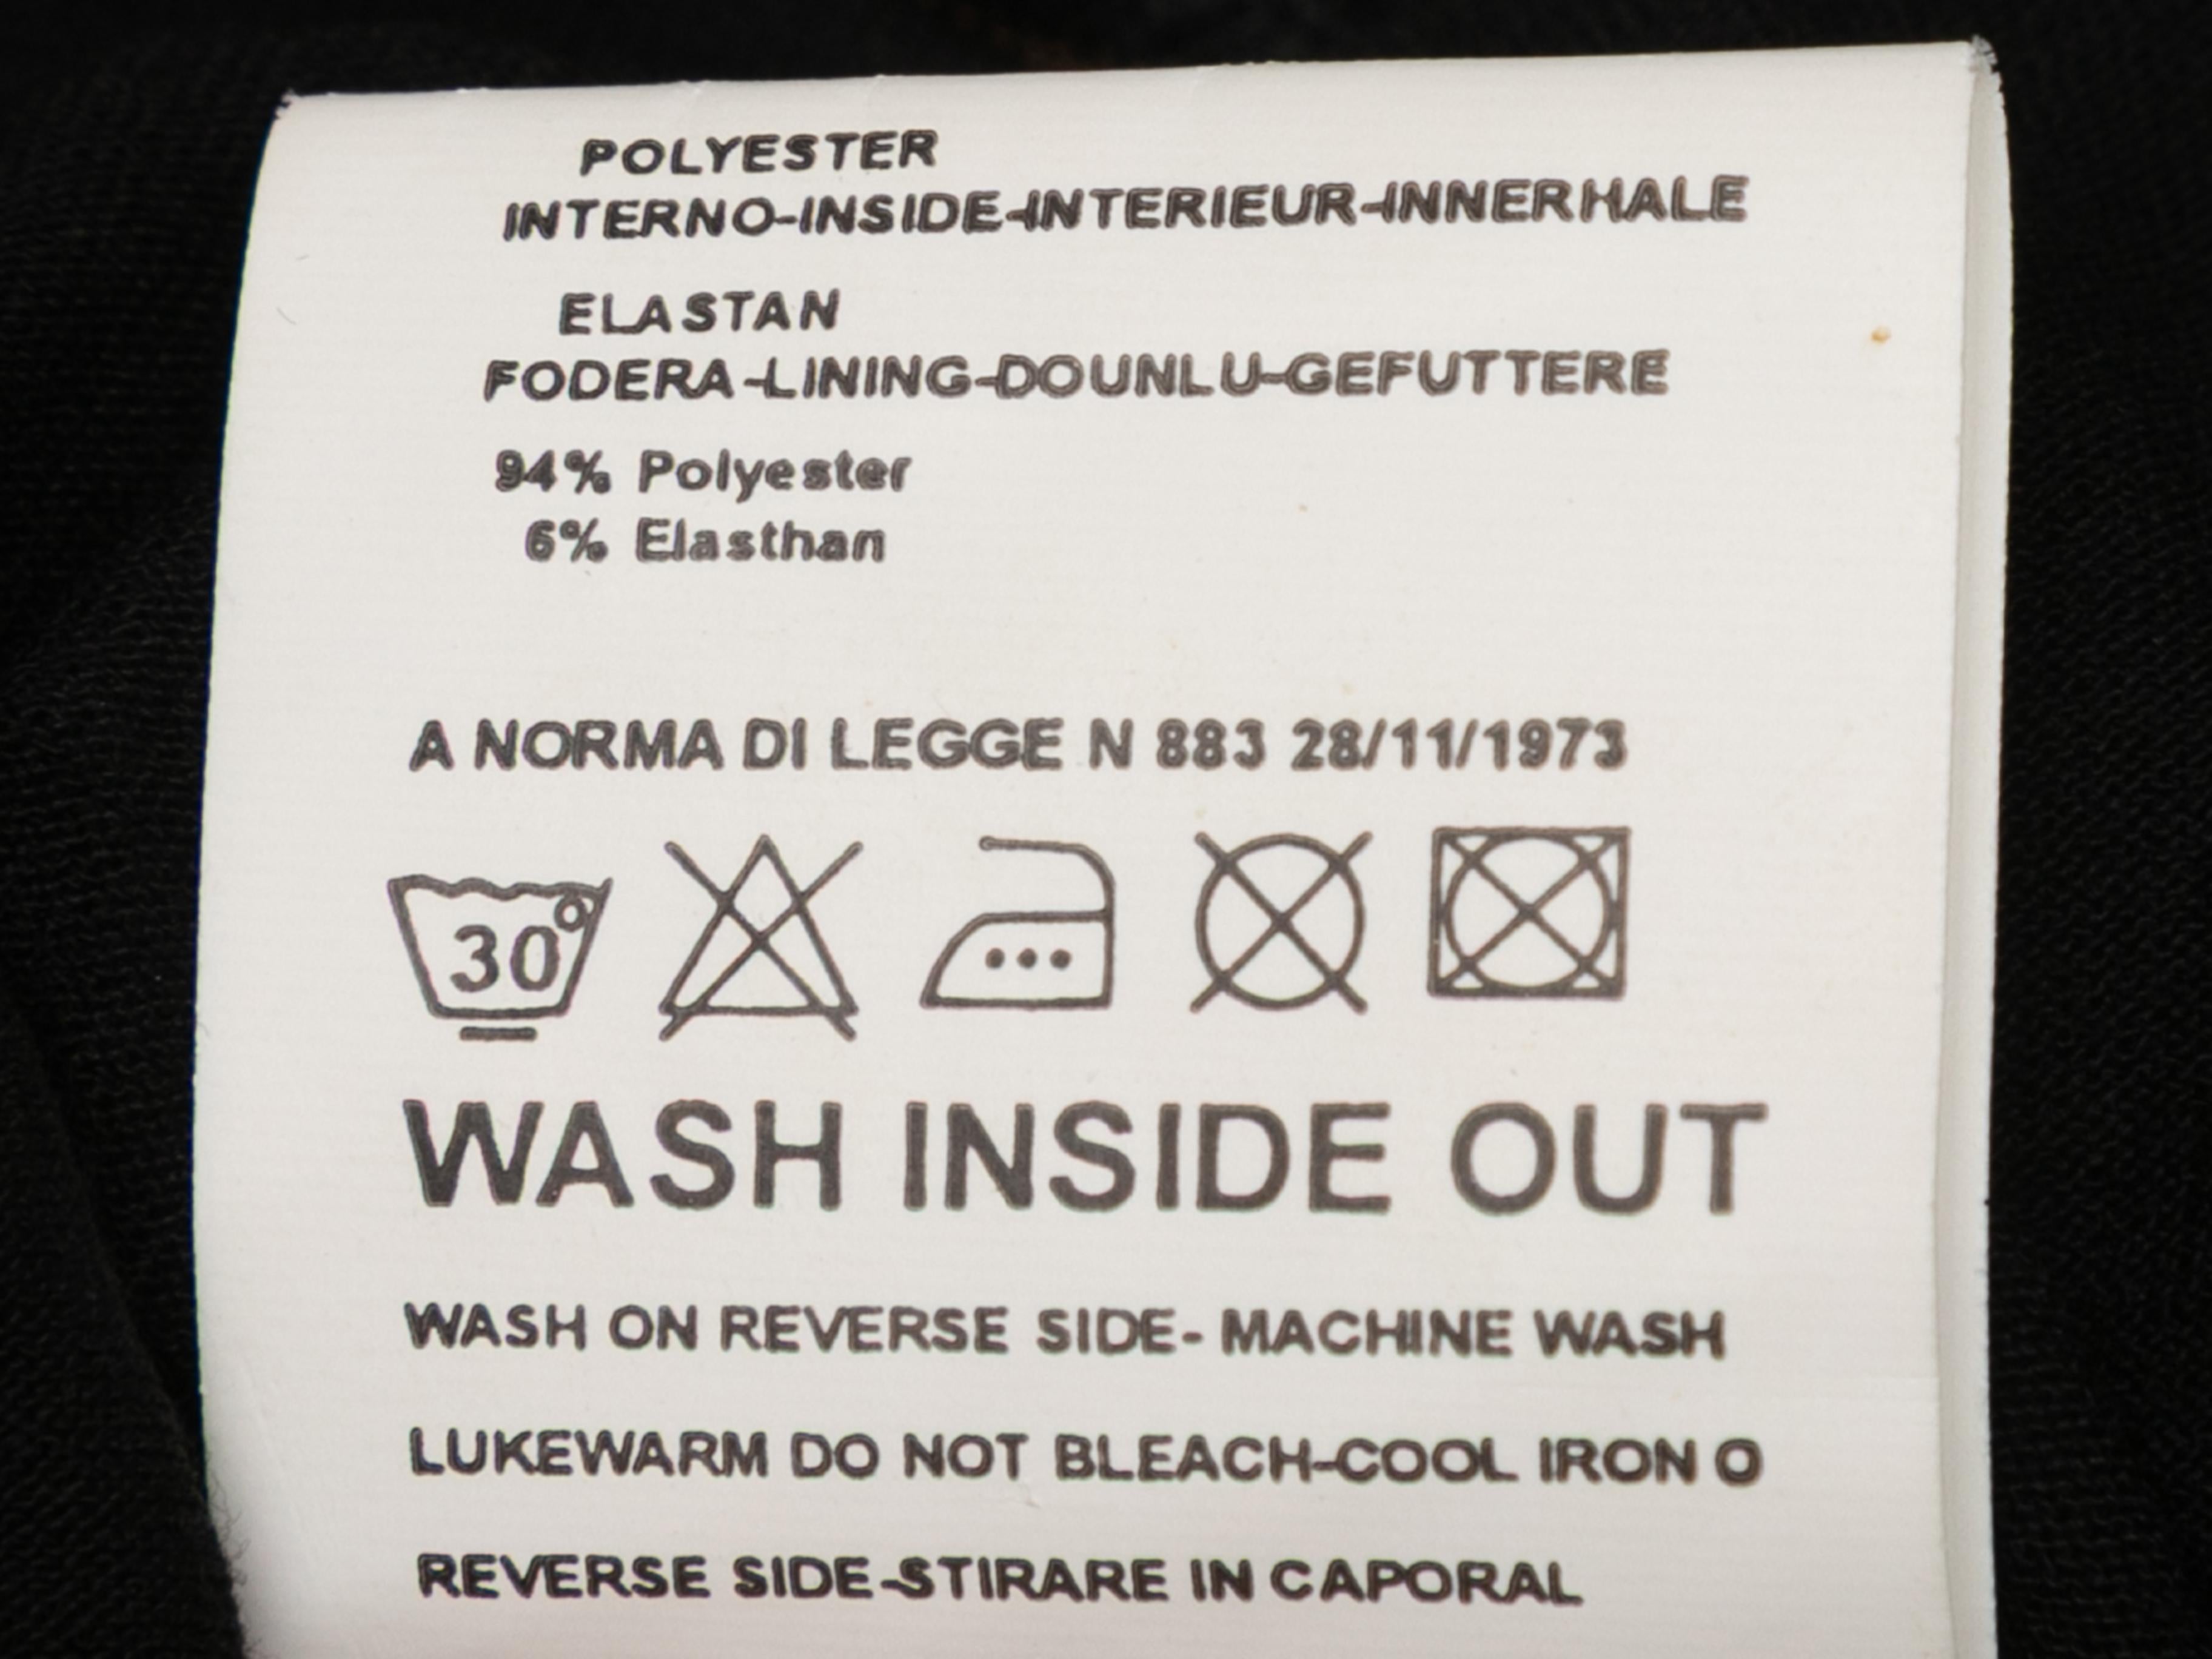 POLYESTER
INTERNO-INSIDE-INTERIEUR-INNERHALE
ELASTAN
FODERA-LINING-DOUNLU-GEFUTTERE
94% Polyester
6% Elasthan
A NORMA DI LEGGE N 883 28/11/1973
30°
WASH INSIDE OUT
WASH ON REVERSE SIDE- MACHINE WASH
LUKEWARM DO NOT BLEACH-COOL IRON O
REVERSE SIDE-STIRARE IN CAPORAL